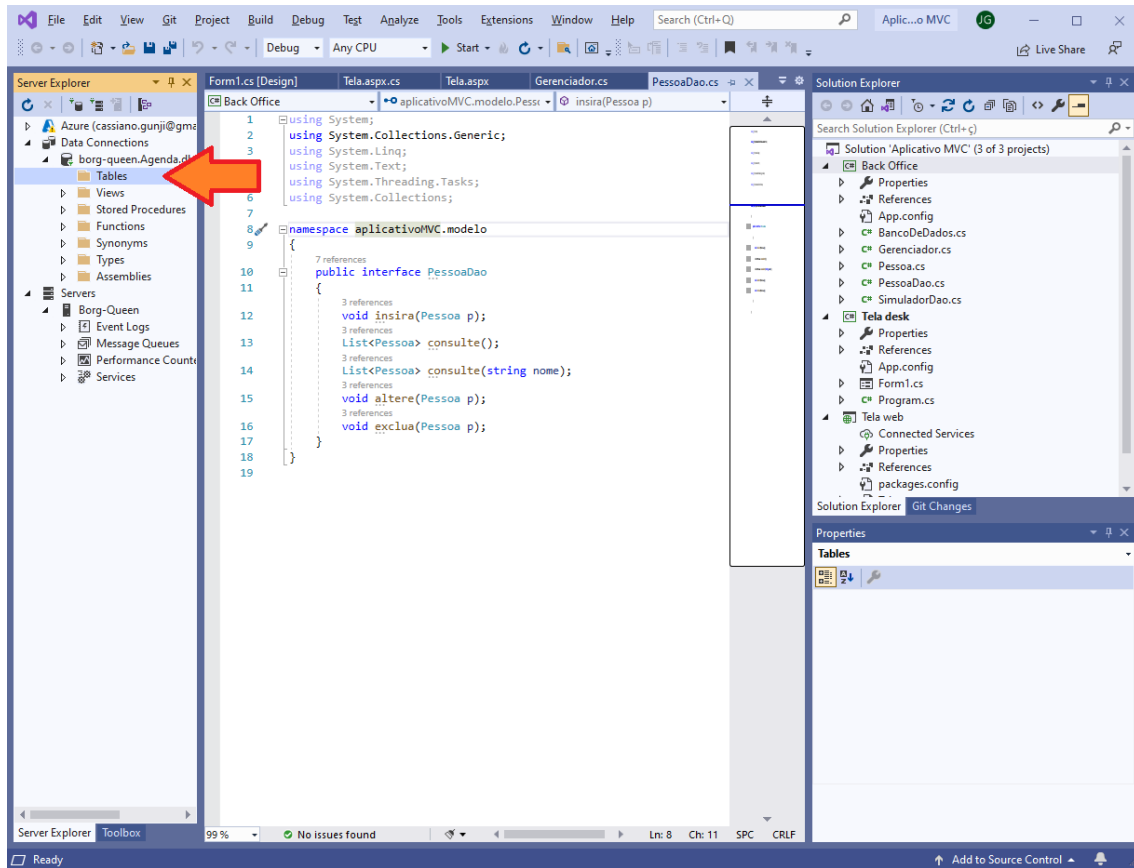 File Edit View Git Project Build Debug Test Analyze Tools Extensions Window Help Search (Ctrl+Q) Aplic...o MVC JG
Debug Any CPU Start Live Share
Server Explorer
Azure (cassiano.gunji@gma
Data Connections
borg-queen.Agenda.d
Tables
Views
Stored Procedures
Functions
Synonyms
Types
Assemblies
Servers
Borg-Queen
Event Logs
Message Queues
Performance Counte
Services
Server Explorer Toolbox
Form1.cs [Design] Tela.aspx.cs Tela.aspx Gerenciador.cs PessoaDao.cs
Back Office aplicativoMVC.modelo.Pess insira(Pessoa p)
1 using System;
2 using System.Collections.Generic;
3 using System.Linq;
using System.Text;
using System.Threading.Tasks;
6 using System.Collections;
7
8 namespace aplicativoMVC.modelo
9 {
7 references
10 public interface PessoaDao
11 {
3 references
12 void insira(Pessoa p);
3 references
13 List<Pessoa> consulte();
3 references
14 List<Pessoa> consulte(string nome);
3 references
15 void altere(Pessoa p);
3 references
16 void exclua(Pessoa p);
17 }
18 }
19
99 % No issues found Ln: 8 Ch: 11 SPC CRLF
Solution Explorer
Search Solution Explorer (Ctrl+ç)
Solution 'Aplicativo MVC' (3 of 3 projects)
C# Back Office
Properties
References
App.config
C# BancoDeDados.cs
C# Gerenciador.cs
C# Pessoa.cs
C# PessoaDao.cs
C# SimuladorDao.cs
C# Tela desk
Properties
References
App.config
Form1.cs
C# Program.cs
Tela web
Connected Services
Properties
References
packages.config
Solution Explorer Git Changes
Properties
Tables
Ready Add to Source Control